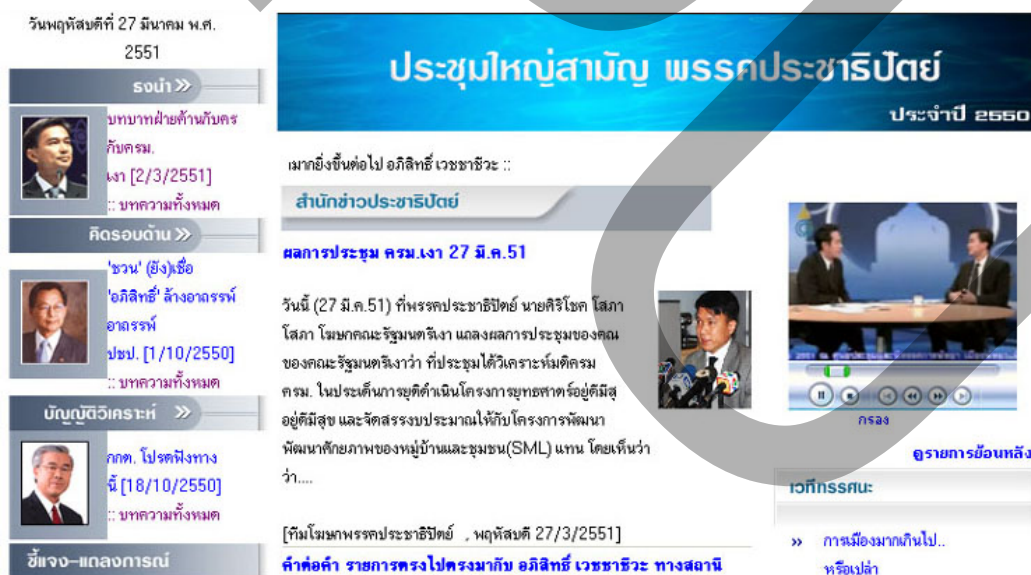 วันพฤหัสบดีที่ 27 มีนาคม พ.ศ.
2551
ธงนำ »
บทบาทฝ่ายค้านกับคร
กับครม.
เงา [2/3/2551]
:: บทความทั้งหมด
คิดรอบด้าน »
'ชวน' (ยัง)เชื่อ
'อภิสิทธิ์' ล้างอาถรรพ์
อาถรรพ์
ปชป. [1/10/2550]
:: บทความทั้งหมด
บัญญัติวิเคราะห์ »
กกต. โปรดฟังทาง
นี้ [18/10/2550]
:: บทความทั้งหมด
ชี้แจง-แถลงการณ์
ประชุมใหญ่สามัญ พรรคประชาธิปัตย์
ประจำปี 2550
เมากยิ่งขึ้นต่อไป อภิสิทธิ์ เวชชาชีวะ ::
สำนักข่าวประชาธิปัตย์
ผลการประชุม ครม.เงา 27 มี.ค.51
วันนี้ (27 มี.ค.51) ที่พรรคประชาธิปัตย์ นายศิริโชค โสภา
โสภา โฆษกคณะรัฐมนตรีเงา แถลงผลการประชุมของคณ
ของคณะรัฐมนตรีเงาว่า ที่ประชุมได้วิเคราะห์มติครม
ครม. ในประเด็นการยุติดำเนินโครงการยุทธศาตร์อยู่ดีมีสุ
อยู่ดีมีสุข และจัดสรรงบประมาณให้กับโครงการพัฒนา
พัฒนาศักยภาพของหมู่บ้านและชุมชน(SML) แทน โดยเห็นว่า
ว่า....
[ทีมโฆษกพรรคประชาธิปัตย์ , พฤหัสบดี 27/3/2551]
คำต่อคำ รายการตรงไปตรงมากับ อภิสิทธิ์ เวชชาชีวะ ทางสถานี
กรอง
ดูรายการย้อนหลัง
เวทีทรรศนะ
» การเมืองมากเกินไป..
หรือเปล่า